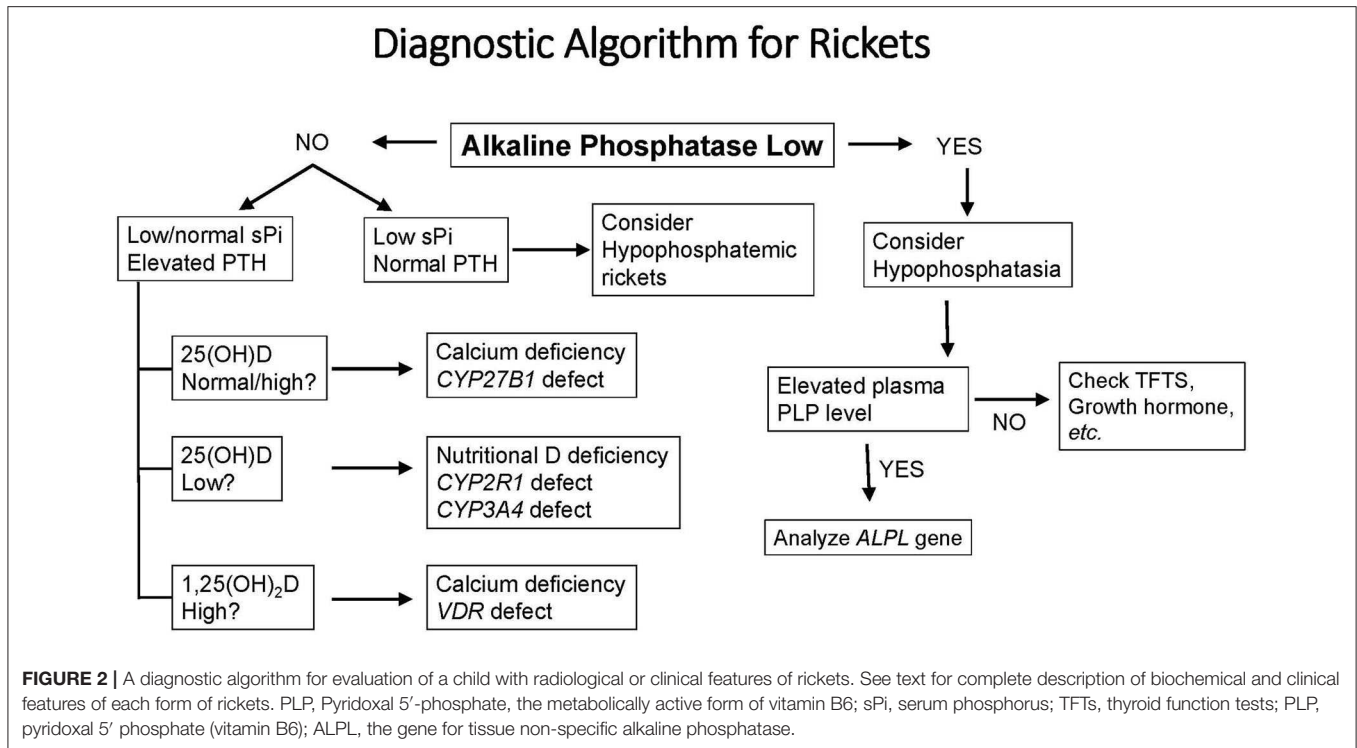 Diagnostic Algorithm for Rickets
NO
Alkaline Phosphatase Low
YES
Low/normal sPi
Elevated PTH
Low sPi
Normal PTH
Consider
Hypophosphatemic
rickets
Consider
Hypophosphatasia
25(OH)D
Normal/high?
Calcium deficiency
CYP27B1 defect
Elevated plasma
PLP level
NO
Check TFTS,
Growth hormone,
etc.
25(OH)D
Low?
Nutritional D deficiency
CYP2R1 defect
CYP3A4 defect
YES
Analyze ALPL gene
1,25(OH)₂D
High?
Calcium deficiency
VDR defect
FIGURE 2 | A diagnostic algorithm for evaluation of a child with radiological or clinical features of rickets. See text for complete description of biochemical and clinical
features of each form of rickets. PLP, Pyridoxal 5′-phosphate, the metabolically active form of vitamin B6; sPi, serum phosphorus; TFTs, thyroid function tests; PLP,
pyridoxal 5′ phosphate (vitamin B6); ALPL, the gene for tissue non-specific alkaline phosphatase.